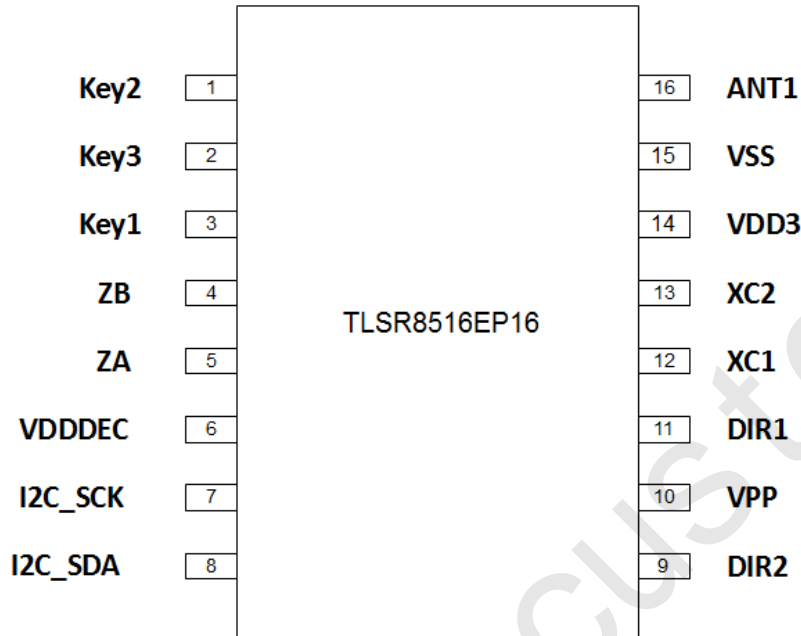 Key2 1 16 ANT1
Key3 2 15 VSS
Key1 3 14 VDD3
ZB 4 13 XC2
TLSR8516EP16
ZA 5 12 XC1
VDDDEC 6 11 DIR1
I2C_SCK 7 10 VPP
I2C_SDA 8 9 DIR2